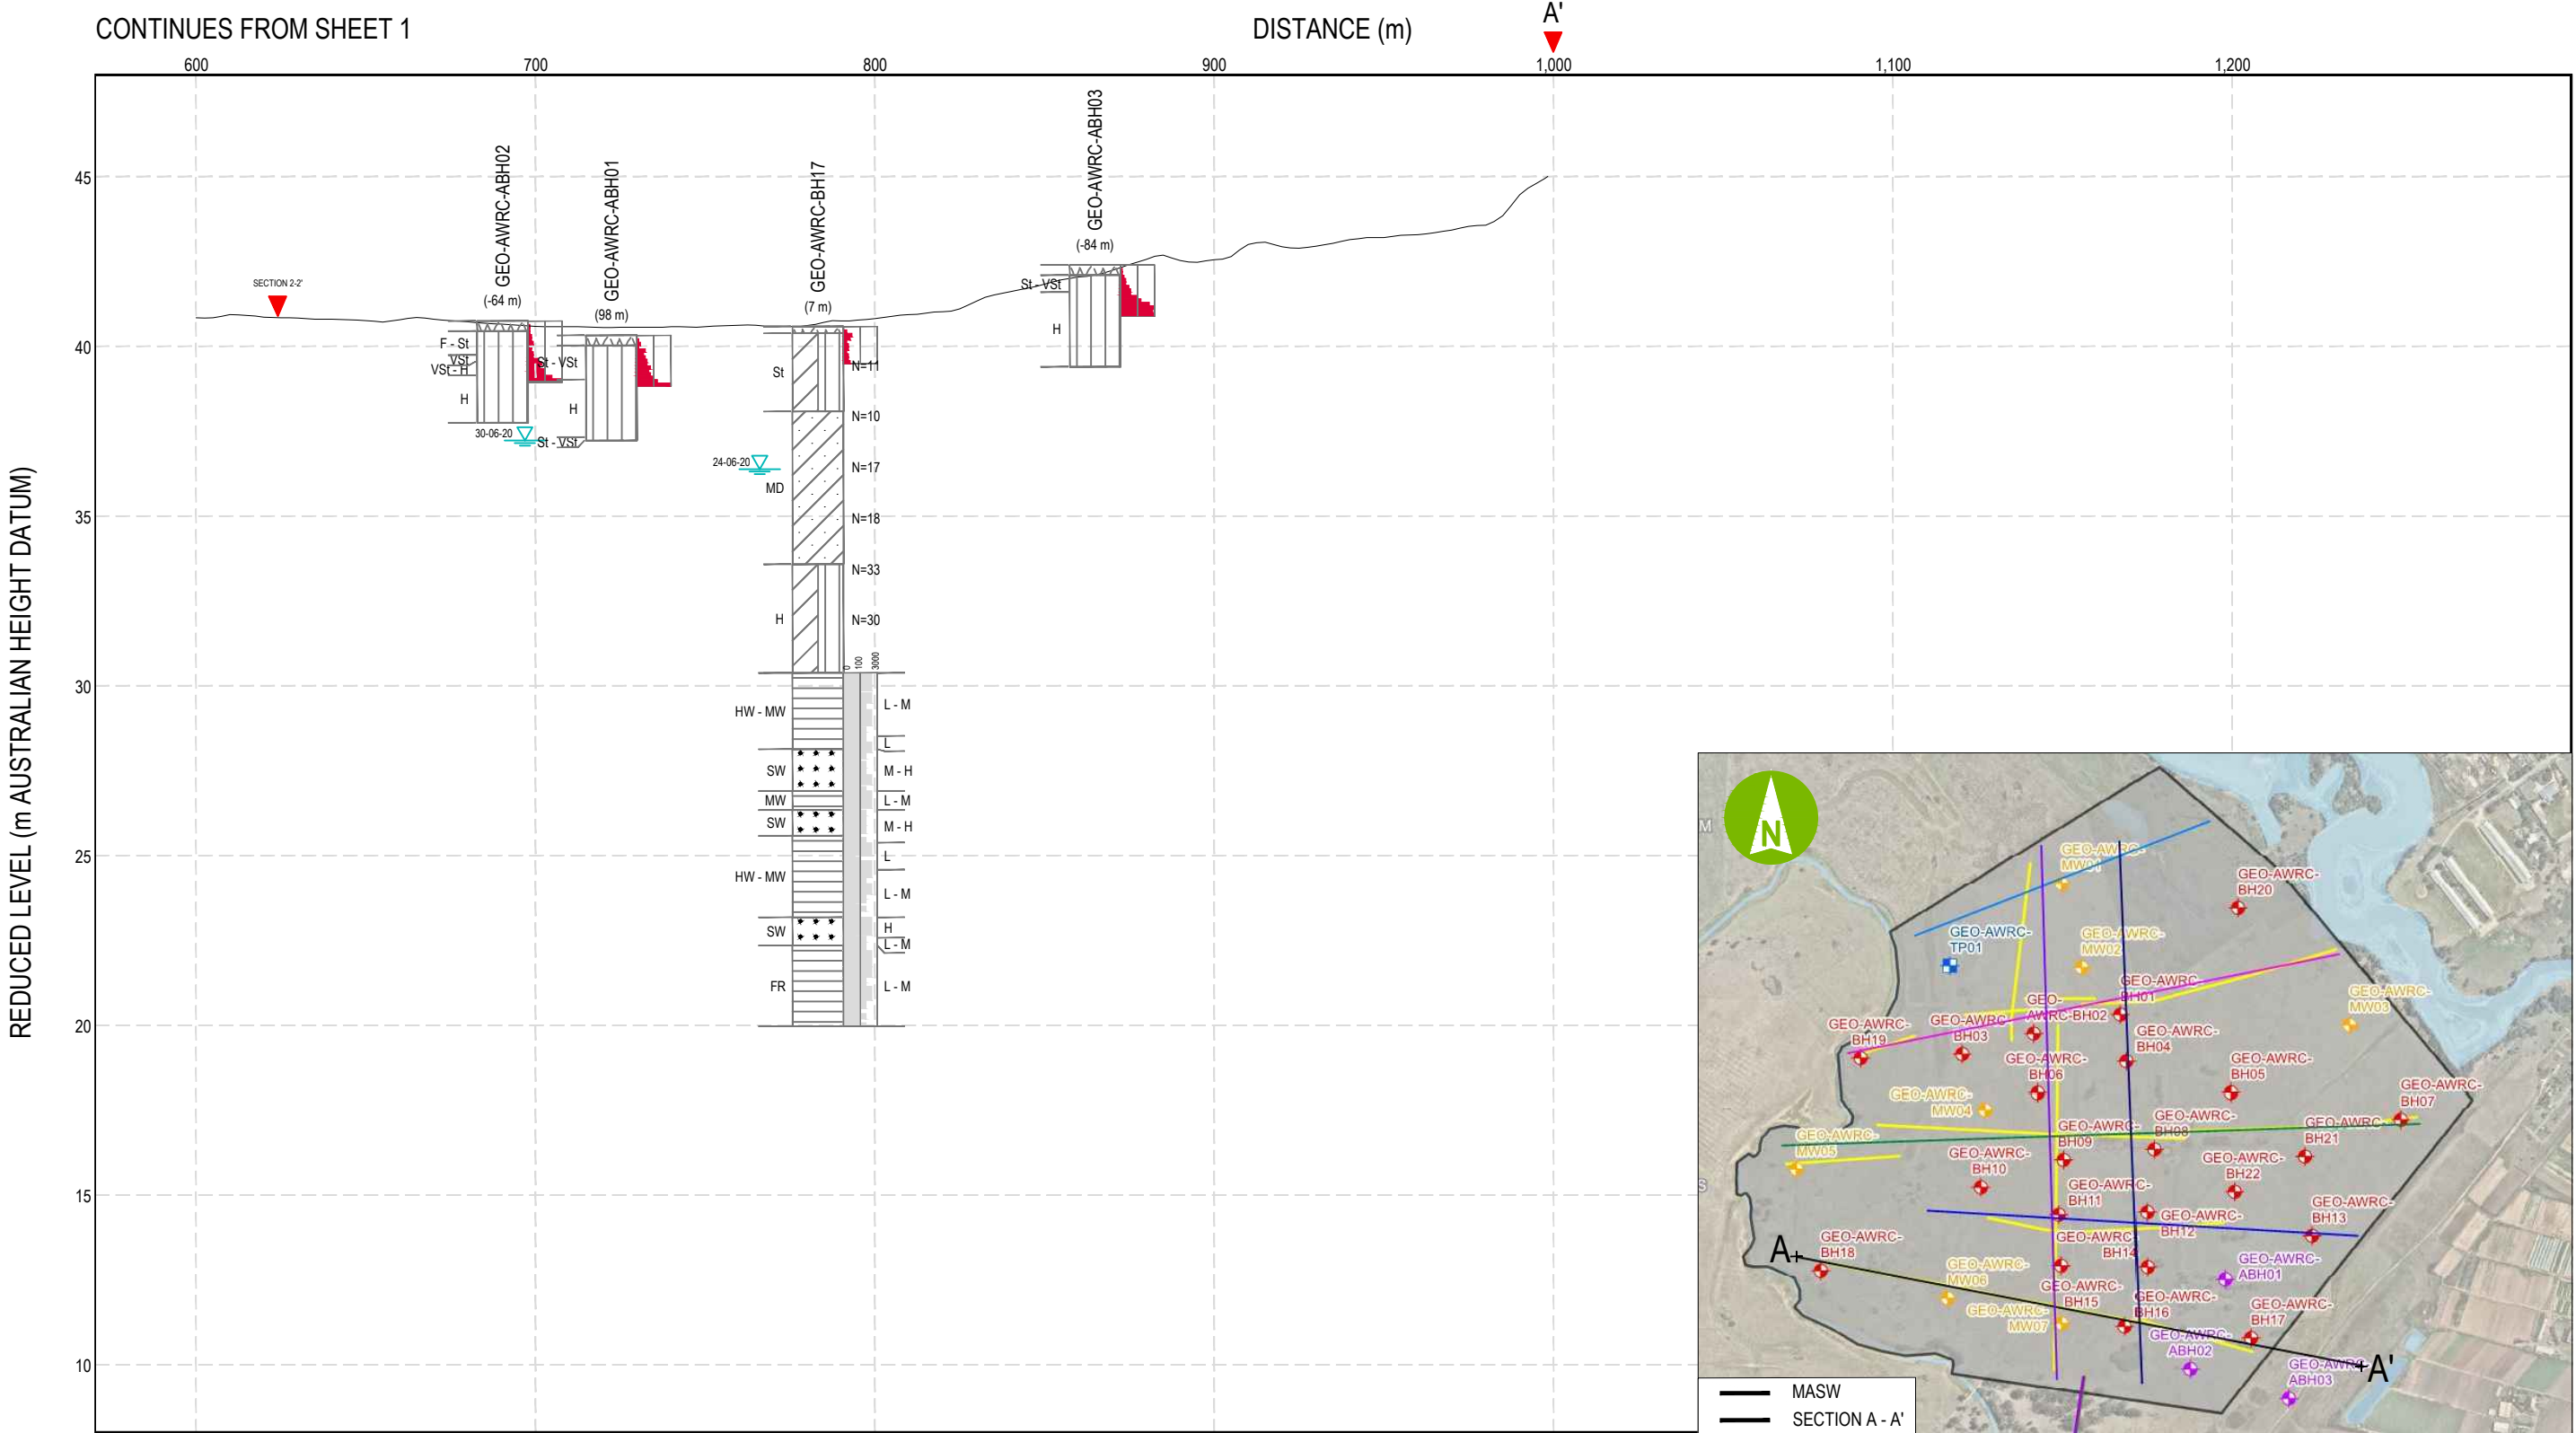 CONTINUES FROM SHEET 1
DISTANCE (m)
A'
600
700
800
900
1,000
1,100
1,200
REDUCED LEVEL (m AUSTRALIAN HEIGHT DATUM)
45
40
35
30
25
20
15
10
SECTION 2-2'
GEO-AWRC-ABH02
(-64 m)
F - St
VSt
VSt - H
H
30-06-20
GEO-AWRC-ABH01
(98 m)
St - VSt
H
St - VSt
GEO-AWRC-BH17
(7 m)
St
MD
H
24-06-20
N=11
N=10
N=17
N=18
N=33
N=30
0
100
3000
HW - MW
SW
MW
SW
HW - MW
SW
FR
L - M
L
M - H
L - M
M - H
L
L - M
H
L - M
L - M
GEO-AWRC-ABH03
(-84 m)
St - VSt
H
N
M
S
GEO-AWRC-
MW01
GEO-AWRC-
BH20
GEO-AWRC-
TP01
GEO-AWRC-
MW02
GEO-AWRC-
BH01
GEO-AWRC-
MW03
GEO-
AWRC-BH02
GEO-AWRC-
BH19
GEO-AWRC-
BH03
GEO-AWRC-
BH04
GEO-AWRC-
BH06
GEO-AWRC-
BH05
GEO-AWRC-
BH07
GEO-AWRC-
MW04
GEO-AWRC-
BH08
GEO-AWRC-
BH09
GEO-AWRC-
BH21
GEO-AWRC-
MW05
GEO-AWRC-
BH10
GEO-AWRC-
BH22
GEO-AWRC-
BH11
GEO-AWRC-
BH13
GEO-AWRC-
BH12
GEO-AWRC-
BH14
GEO-AWRC-
BH18
A
GEO-AWRC-
MW06
GEO-AWRC-
ABH01
GEO-AWRC-
BH15
GEO-AWRC-
BH16
GEO-AWRC-
MW07
GEO-AWRC-
BH17
GEO-AWRC-
ABH02
GEO-AWRC-
ABH03
A'
MASW
SECTION A - A'